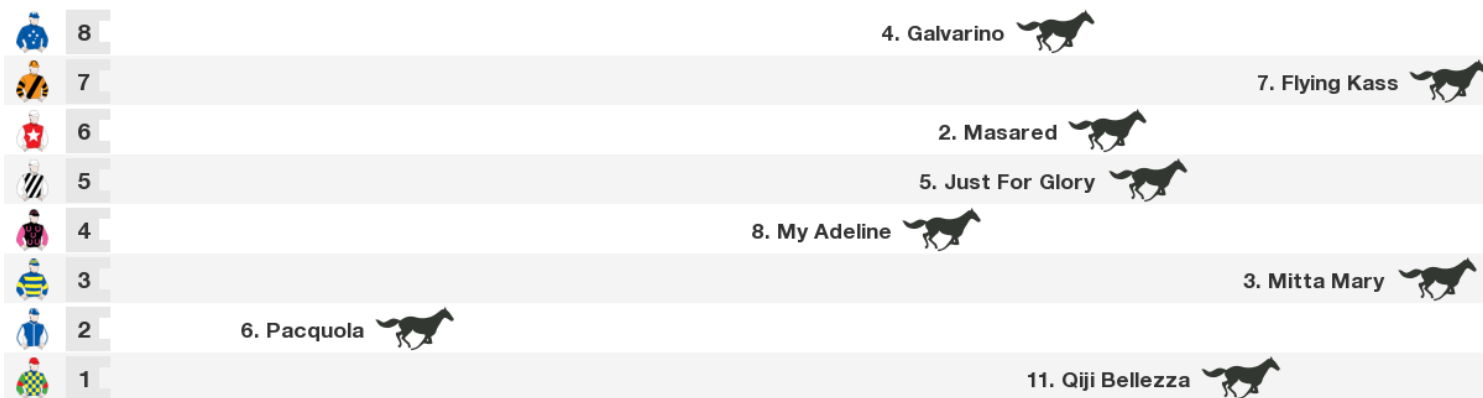 8 4. Galvarino
7 7. Flying Kass
6 2. Masared
5 5. Just For Glory
4 8. My Adeline
3 3. Mitta Mary
2 6. Pacquola
1 11. Qiji Bellezza